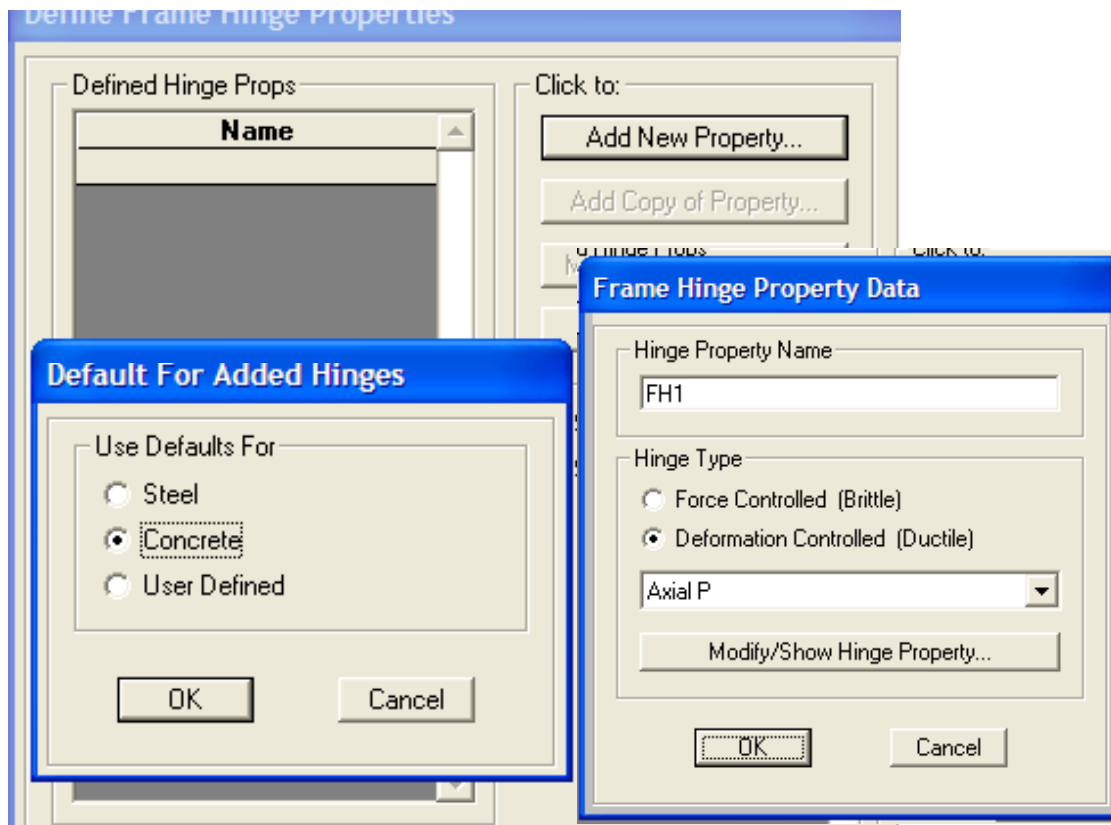 Define Frame Hinge Properties
Defined Hinge Props
Name
Click to:
Add New Property...
Add Copy of Property...
Hinge Props
Click to:
Default For Added Hinges
Use Defaults For
Steel
Concrete
User Defined
OK
Cancel
Frame Hinge Property Data
Hinge Property Name
FH1
Hinge Type
Force Controlled (Brittle)
Deformation Controlled (Ductile)
Axial P
Modify/Show Hinge Property...
OK
Cancel